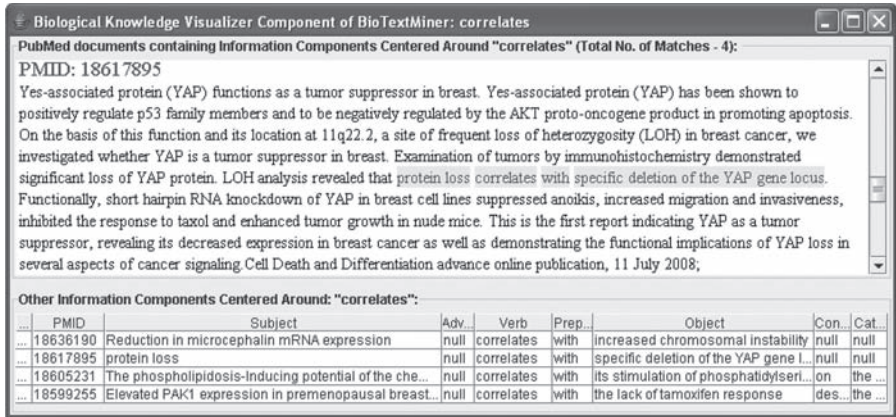 Biological Knowledge Visualizer Component of BioTextMiner: correlates
PubMed documents containing Information Components Centered Around "correlates" (Total No. of Matches - 4):
PMID: 18617895
Yes-associated protein (YAP) functions as a tumor suppressor in breast. Yes-associated protein (YAP) has been shown to
positively regulate p53 family members and to be negatively regulated by the AKT proto-oncogene product in promoting apoptosis.
On the basis of this function and its location at 11q22.2, a site of frequent loss of heterozygosity (LOH) in breast cancer, we
investigated whether YAP is a tumor suppressor in breast. Examination of tumors by immunohistochemistry demonstrated
significant loss of YAP protein. LOH analysis revealed that protein loss correlates with specific deletion of the YAP gene locus.
Functionally, short hairpin RNA knockdown of YAP in breast cell lines suppressed anoikis, increased migration and invasiveness,
inhibited the response to taxol and enhanced tumor growth in nude mice. This is the first report indicating YAP as a tumor
suppressor, revealing its decreased expression in breast cancer as well as demonstrating the functional implications of YAP loss in
several aspects of cancer signaling.Cell Death and Differentiation advance online publication, 11 July 2008;
Other Information Components Centered Around: "correlates":
... PMID Subject Adv... Verb Prep... Object Con... Cat...
... 18636190 Reduction in microcephalin mRNA expression null correlates with increased chromosomal instability null null
... 18617895 protein loss null correlates with specific deletion of the YAP gene l... null null
... 18605231 The phospholipidosis-Inducing potential of the che... null correlates with its stimulation of phosphatidylseri... on the ...
... 18599255 Elevated PAK1 expression in premenopausal breast... null correlates with the lack of tamoxifen response des... the ...